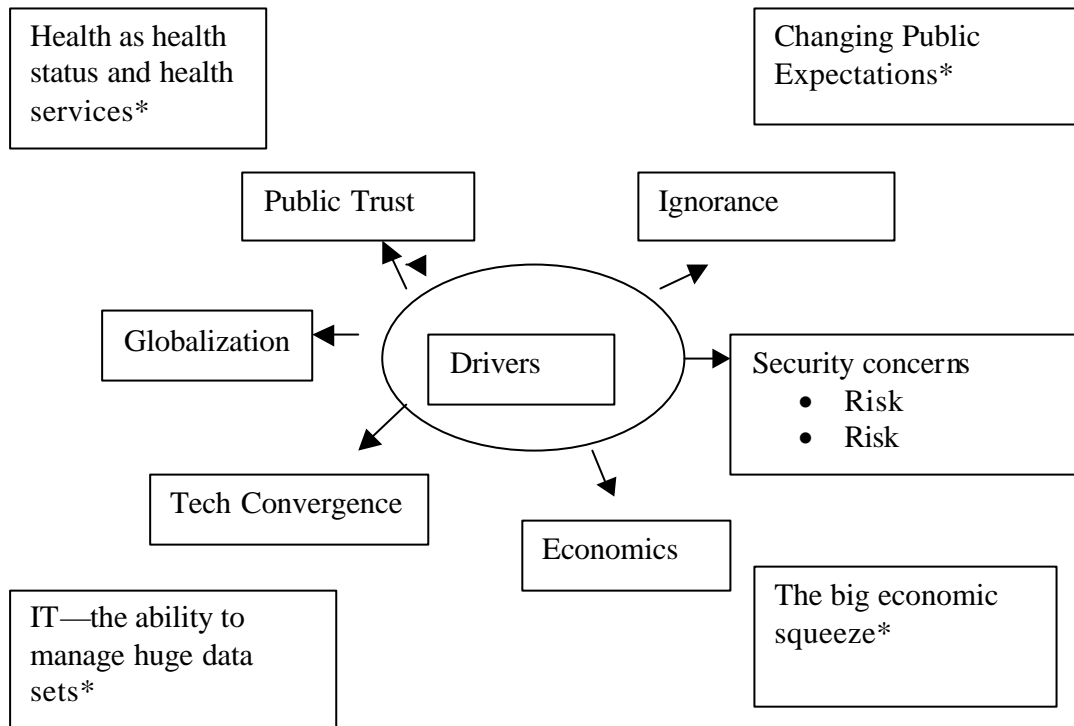 Health as health
status and health
services*
Changing Public
Expectations*
Public Trust
Ignorance
Globalization
Drivers
Security concerns
• Risk
• Risk
Tech Convergence
Economics
IT—the ability to
manage huge data
sets*
The big economic
squeeze*